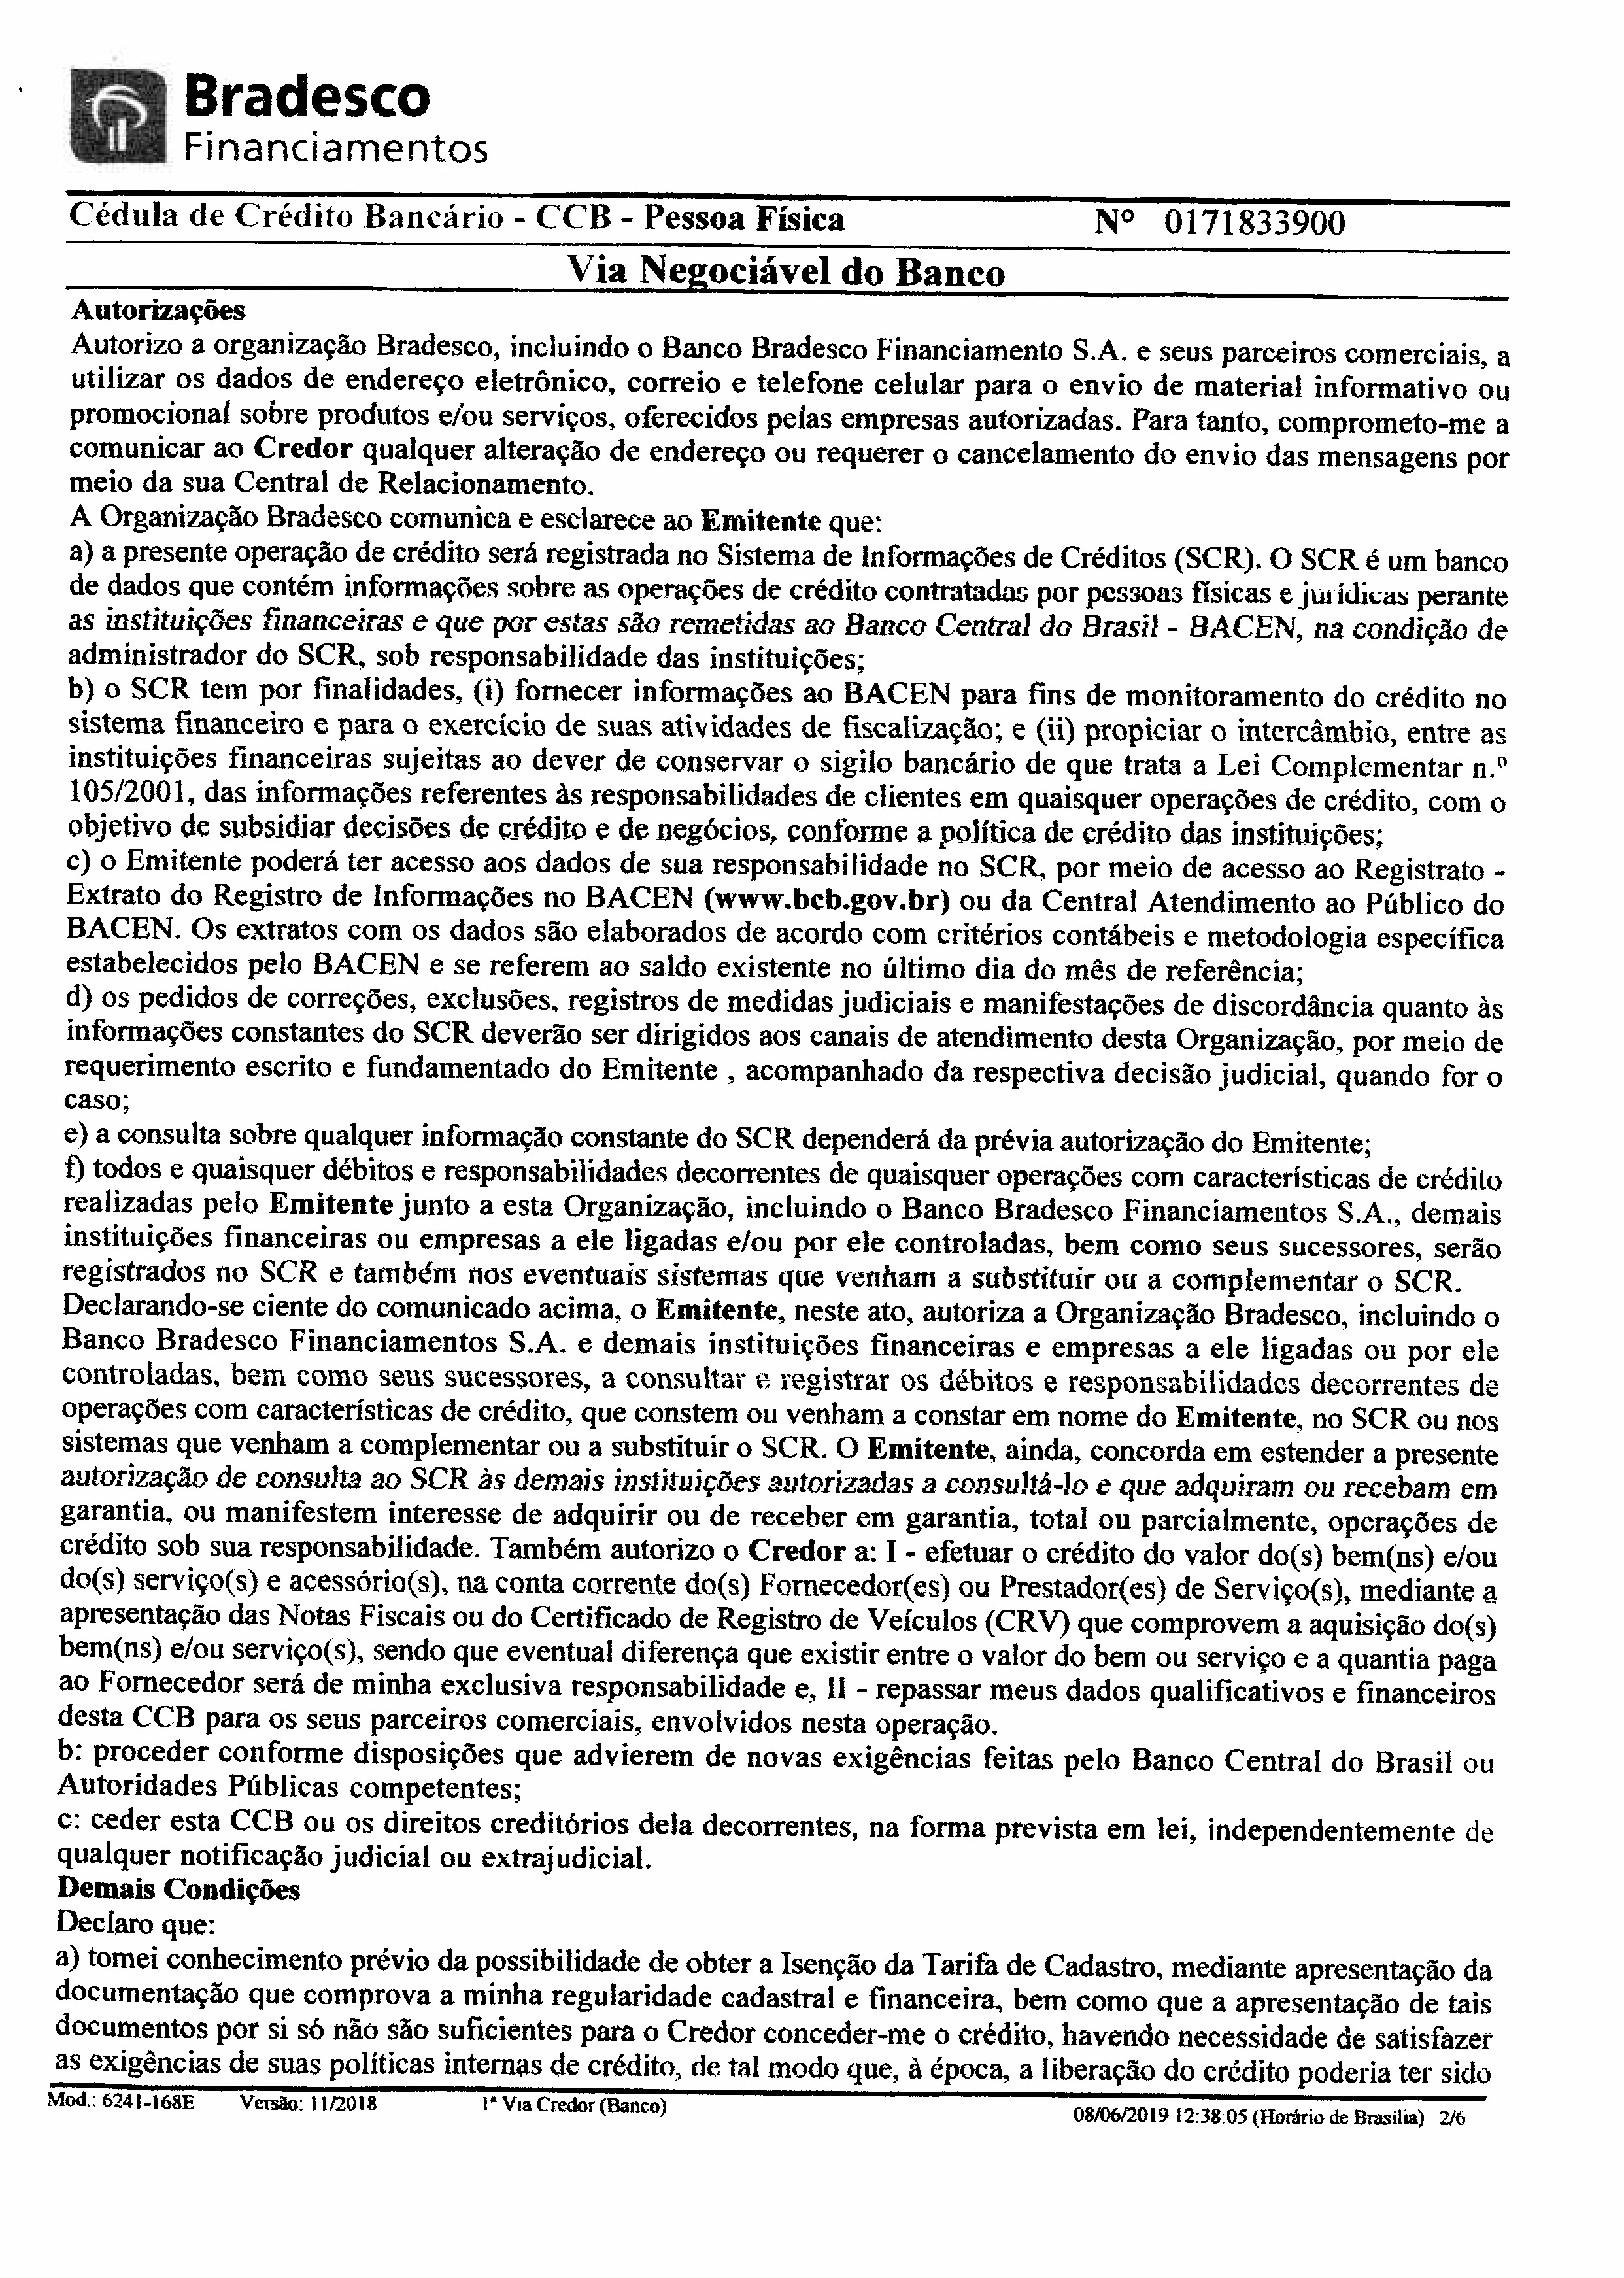 Bradesco
Financiamentos
Cédula de Crédito Bancário - CCB - Pessoa Física Nº 0171833900
Via Negociável do Banco
Autorizações
Autorizo a organização Bradesco, incluindo o Banco Bradesco Financiamento S.A. e seus parceiros comerciais, a
utilizar os dados de endereço eletrônico, correio e telefone celular para o envio de material informativo ou
promocional sobre produtos e/ou serviços, oferecidos pelas empresas autorizadas. Para tanto, comprometo-me a
comunicar ao Credor qualquer alteração de endereço ou requerer o cancelamento do envio das mensagens por
meio da sua Central de Relacionamento.
A Organização Bradesco comunica e esclarece ao Emitente que:
a) a presente operação de crédito será registrada no Sistema de Informações de Créditos (SCR). O SCR é um banco
de dados que contém informações sobre as operações de crédito contratadas por pessoas físicas e jurídicas perante
as instituições financeiras e que por estas são remetidas ao Banco Central do Brasil - BACEN, na condição de
administrador do SCR, sob responsabilidade das instituições;
b) o SCR tem por finalidades, (i) fornecer informações ao BACEN para fins de monitoramento do crédito no
sistema financeiro e para o exercício de suas atividades de fiscalização; e (ii) propiciar o intercâmbio, entre as
instituições financeiras sujeitas ao dever de conservar o sigilo bancário de que trata a Lei Complementar n.º
105/2001, das informações referentes às responsabilidades de clientes em quaisquer operações de crédito, com o
objetivo de subsidiar decisões de crédito e de negócios, conforme a política de crédito das instituições;
c) o Emitente poderá ter acesso aos dados de sua responsabilidade no SCR, por meio de acesso ao Registrato -
Extrato do Registro de Informações no BACEN (www.bcb.gov.br) ou da Central Atendimento ao Público do
BACEN. Os extratos com os dados são elaborados de acordo com critérios contábeis e metodologia específica
estabelecidos pelo BACEN e se referem ao saldo existente no último dia do mês de referência;
d) os pedidos de correções, exclusões, registros de medidas judiciais e manifestações de discordância quanto às
informações constantes do SCR deverão ser dirigidos aos canais de atendimento desta Organização, por meio de
requerimento escrito e fundamentado do Emitente , acompanhado da respectiva decisão judicial, quando for o
caso;
e) a consulta sobre qualquer informação constante do SCR dependerá da prévia autorização do Emitente;
f) todos e quaisquer débitos e responsabilidades decorrentes de quaisquer operações com características de crédito
realizadas pelo Emitente junto a esta Organização, incluindo o Banco Bradesco Financiamentos S.A., demais
instituições financeiras ou empresas a ele ligadas e/ou por ele controladas, bem como seus sucessores, serão
registrados no SCR e também nos eventuais sistemas que venham a substituir ou a complementar o SCR.
Declarando-se ciente do comunicado acima, o Emitente, neste ato, autoriza a Organização Bradesco, incluindo o
Banco Bradesco Financiamentos S.A. e demais instituições financeiras e empresas a ele ligadas ou por ele
controladas, bem como seus sucessores, a consultar e registrar os débitos e responsabilidades decorrentes de
operações com características de crédito, que constem ou venham a constar em nome do Emitente, no SCR ou nos
sistemas que venham a complementar ou a substituir o SCR. O Emitente, ainda, concorda em estender a presente
autorização de consulta ao SCR às demais instituições autorizadas a consultá-lo e que adquiram ou recebam em
garantia, ou manifestem interesse de adquirir ou de receber em garantia, total ou parcialmente, operações de
crédito sob sua responsabilidade. Também autorizo o Credor a: I - efetuar o crédito do valor do(s) bem(ns) e/ou
do(s) serviço(s) e acessório(s), na conta corrente do(s) Fornecedor(es) ou Prestador(es) de Serviço(s), mediante a
apresentação das Notas Fiscais ou do Certificado de Registro de Veículos (CRV) que comprovem a aquisição do(s)
bem(ns) e/ou serviço(s), sendo que eventual diferença que existir entre o valor do bem ou serviço e a quantia paga
ao Fornecedor será de minha exclusiva responsabilidade e, II - repassar meus dados qualificativos e financeiros
desta CCB para os seus parceiros comerciais, envolvidos nesta operação.
b: proceder conforme disposições que advierem de novas exigências feitas pelo Banco Central do Brasil ou
Autoridades Públicas competentes;
c: ceder esta CCB ou os direitos creditórios dela decorrentes, na forma prevista em lei, independentemente de
qualquer notificação judicial ou extrajudicial.
Demais Condições
Declaro que:
a) tomei conhecimento prévio da possibilidade de obter a Isenção da Tarifa de Cadastro, mediante apresentação da
documentação que comprova a minha regularidade cadastral e financeira, bem como que a apresentação de tais
documentos por si só não são suficientes para o Credor conceder-me o crédito, havendo necessidade de satisfazer
as exigências de suas políticas internas de crédito, de tal modo que, à época, a liberação do crédito poderia ter sido
Mod.: 6241-168E Versão: 11/2018 1ª Via Credor (Banco) 08/06/2019 12:38:05 (Horário de Brasília) 2/6